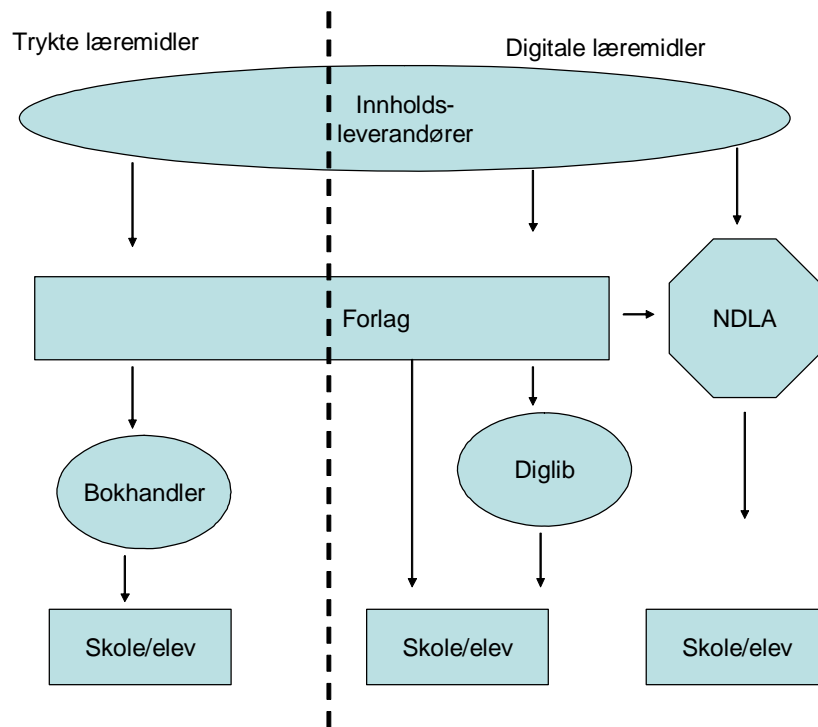 Trykte læremidler
Digitale læremidler
Innholds-
leverandører
Forlag
NDLA
Bokhandler
Diglib
Skole/elev
Skole/elev
Skole/elev